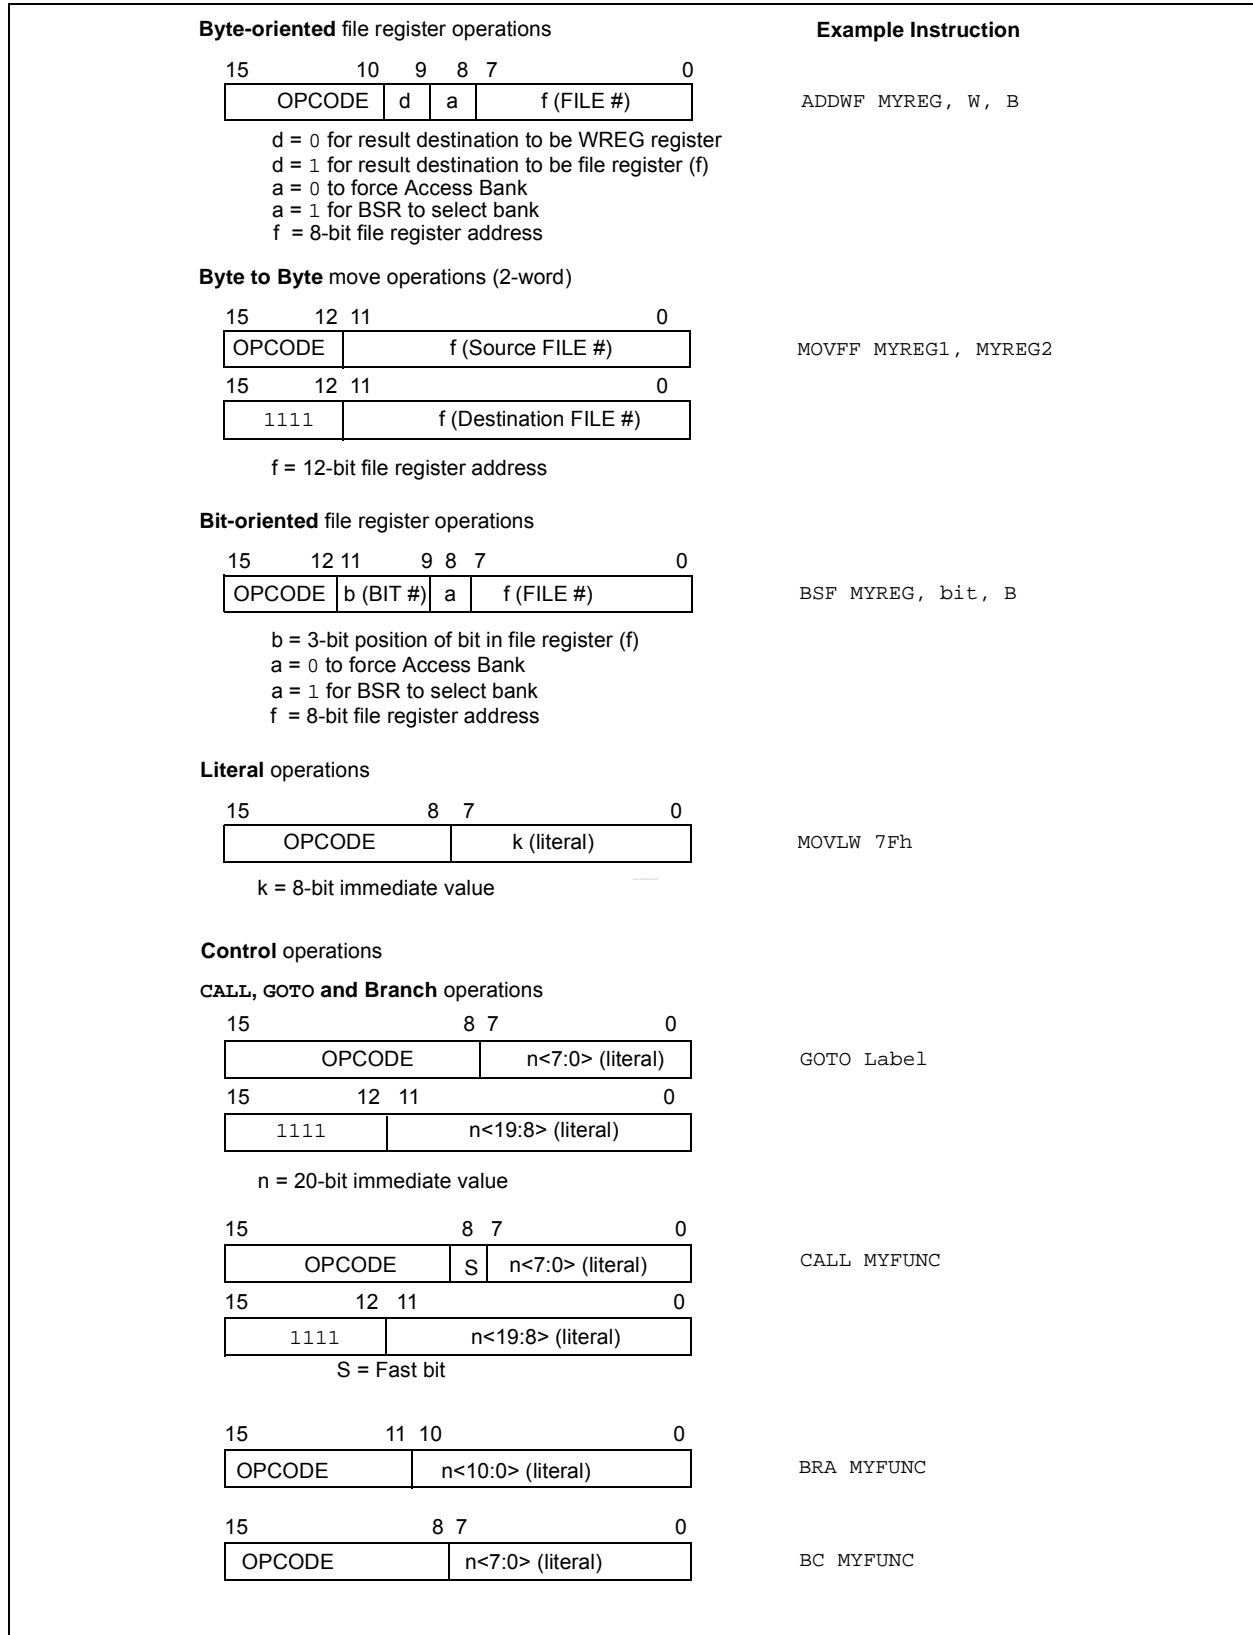 Byte-oriented file register operations
Example Instruction
15 10 9 8 7 0
OPCODE d a f (FILE #)
ADDWF MYREG, W, B
d = 0 for result destination to be WREG register
d = 1 for result destination to be file register (f)
a = 0 to force Access Bank
a = 1 for BSR to select bank
f = 8-bit file register address
Byte to Byte move operations (2-word)
15 12 11 0
OPCODE f (Source FILE #)
MOVFF MYREG1, MYREG2
15 12 11 0
1111 f (Destination FILE #)
f = 12-bit file register address
Bit-oriented file register operations
15 12 11 9 8 7 0
OPCODE b (BIT #) a f (FILE #)
BSF MYREG, bit, B
b = 3-bit position of bit in file register (f)
a = 0 to force Access Bank
a = 1 for BSR to select bank
f = 8-bit file register address
Literal operations
15 8 7 0
OPCODE k (literal)
MOVLW 7Fh
k = 8-bit immediate value
Control operations
CALL, GOTO and Branch operations
15 8 7 0
OPCODE n<7:0> (literal)
GOTO Label
15 12 11 0
1111 n<19:8> (literal)
n = 20-bit immediate value
15 8 7 0
OPCODE S n<7:0> (literal)
CALL MYFUNC
15 12 11 0
1111 n<19:8> (literal)
S = Fast bit
15 11 10 0
OPCODE n<10:0> (literal)
BRA MYFUNC
15 8 7 0
OPCODE n<7:0> (literal)
BC MYFUNC